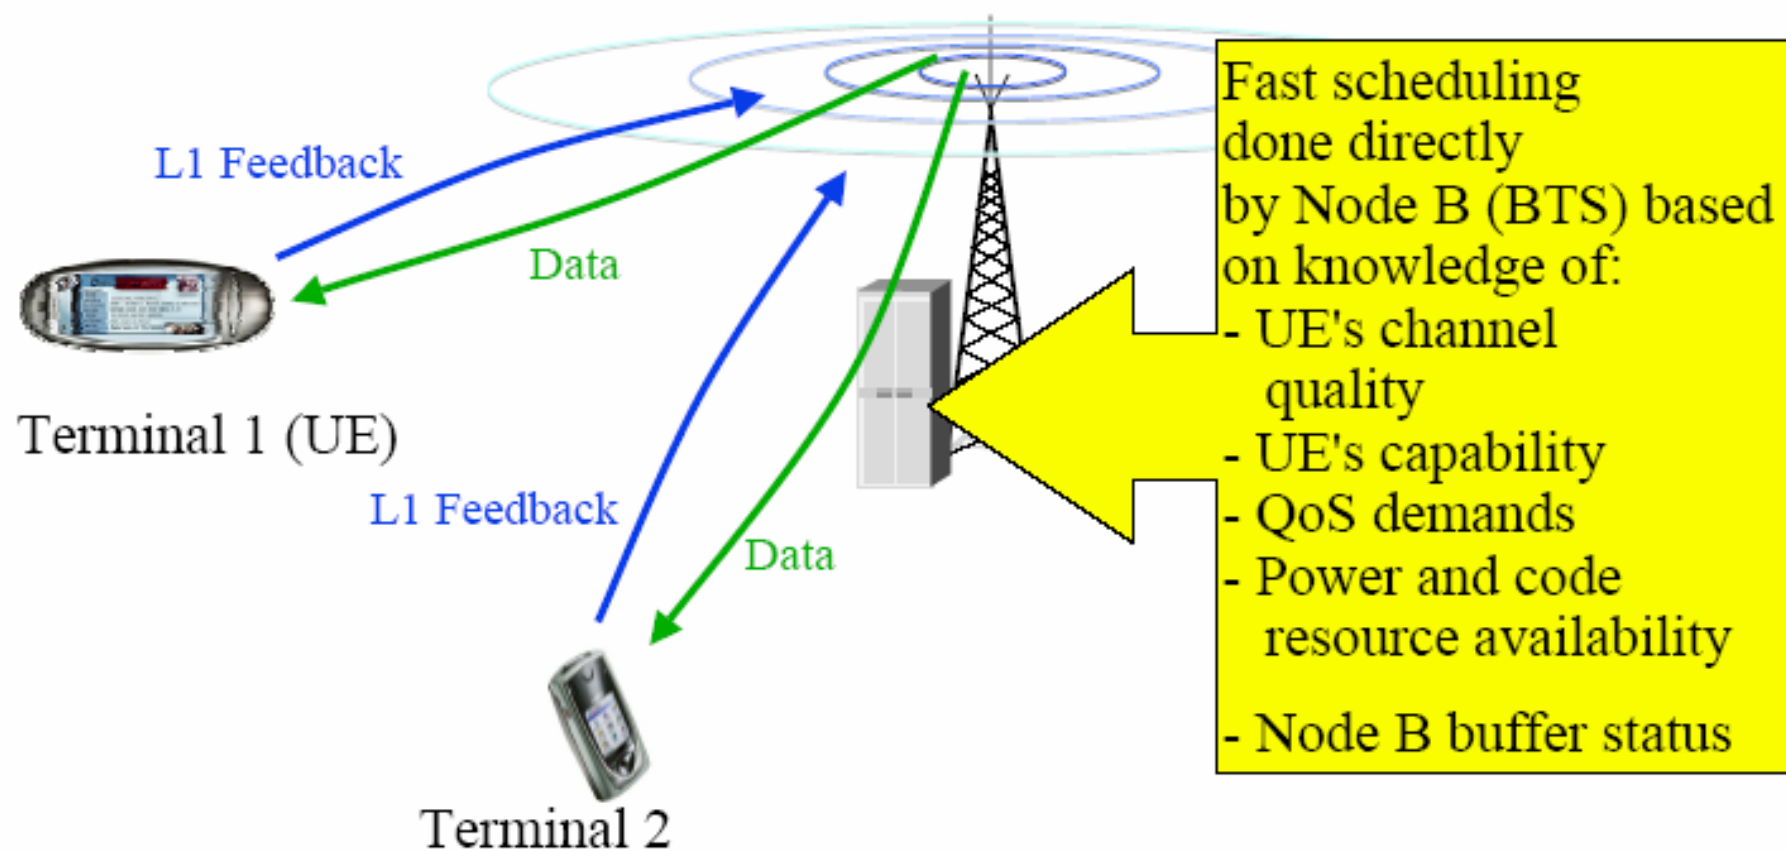 L1 Feedback
Data
Terminal 1 (UE)
L1 Feedback
Data
Terminal 2
Fast scheduling
done directly
by Node B (BTS) based
on knowledge of:
- UE's channel
quality
- UE's capability
- QoS demands
- Power and code
resource availability
- Node B buffer status